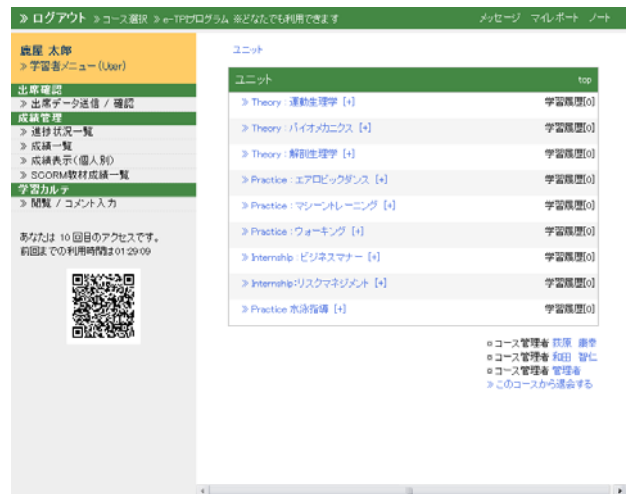 » ログアウト » コース選択 » e-TPプログラム ※どなたでも利用できます
メッセージ マイレポート ノート
鹿屋 太郎
» 学習者メニュー (User)
出席確認
» 出席データ送信 / 確認
成績管理
» 進捗状況一覧
» 成績一覧
» 成績表示(個人別)
» SCORM教材成績一覧
学習カルテ
» 閲覧 / コメント入力
あなたは 10 回目のアクセスです。
前回までの利用時間は 01:29:09
ユニット
ユニット top
» Theory : 運動生理学 [+] 学習履歴[0]
» Theory : バイオメカニクス [+] 学習履歴[0]
» Theory : 解剖生理学 [+] 学習履歴[0]
» Practice : エアロビックダンス [+] 学習履歴[0]
» Practice : マシーントレーニング [+] 学習履歴[0]
» Practice : ウォーキング [+] 学習履歴[0]
» Internship : ビジネスマナー [+] 学習履歴[0]
» Internship:リスクマネジメント [+] 学習履歴[0]
» Practice 水泳指導 [+] 学習履歴[0]
コース管理者 荻原 康幸
コース管理者 和田 智仁
コース管理者 管理者
» このコースから退会する